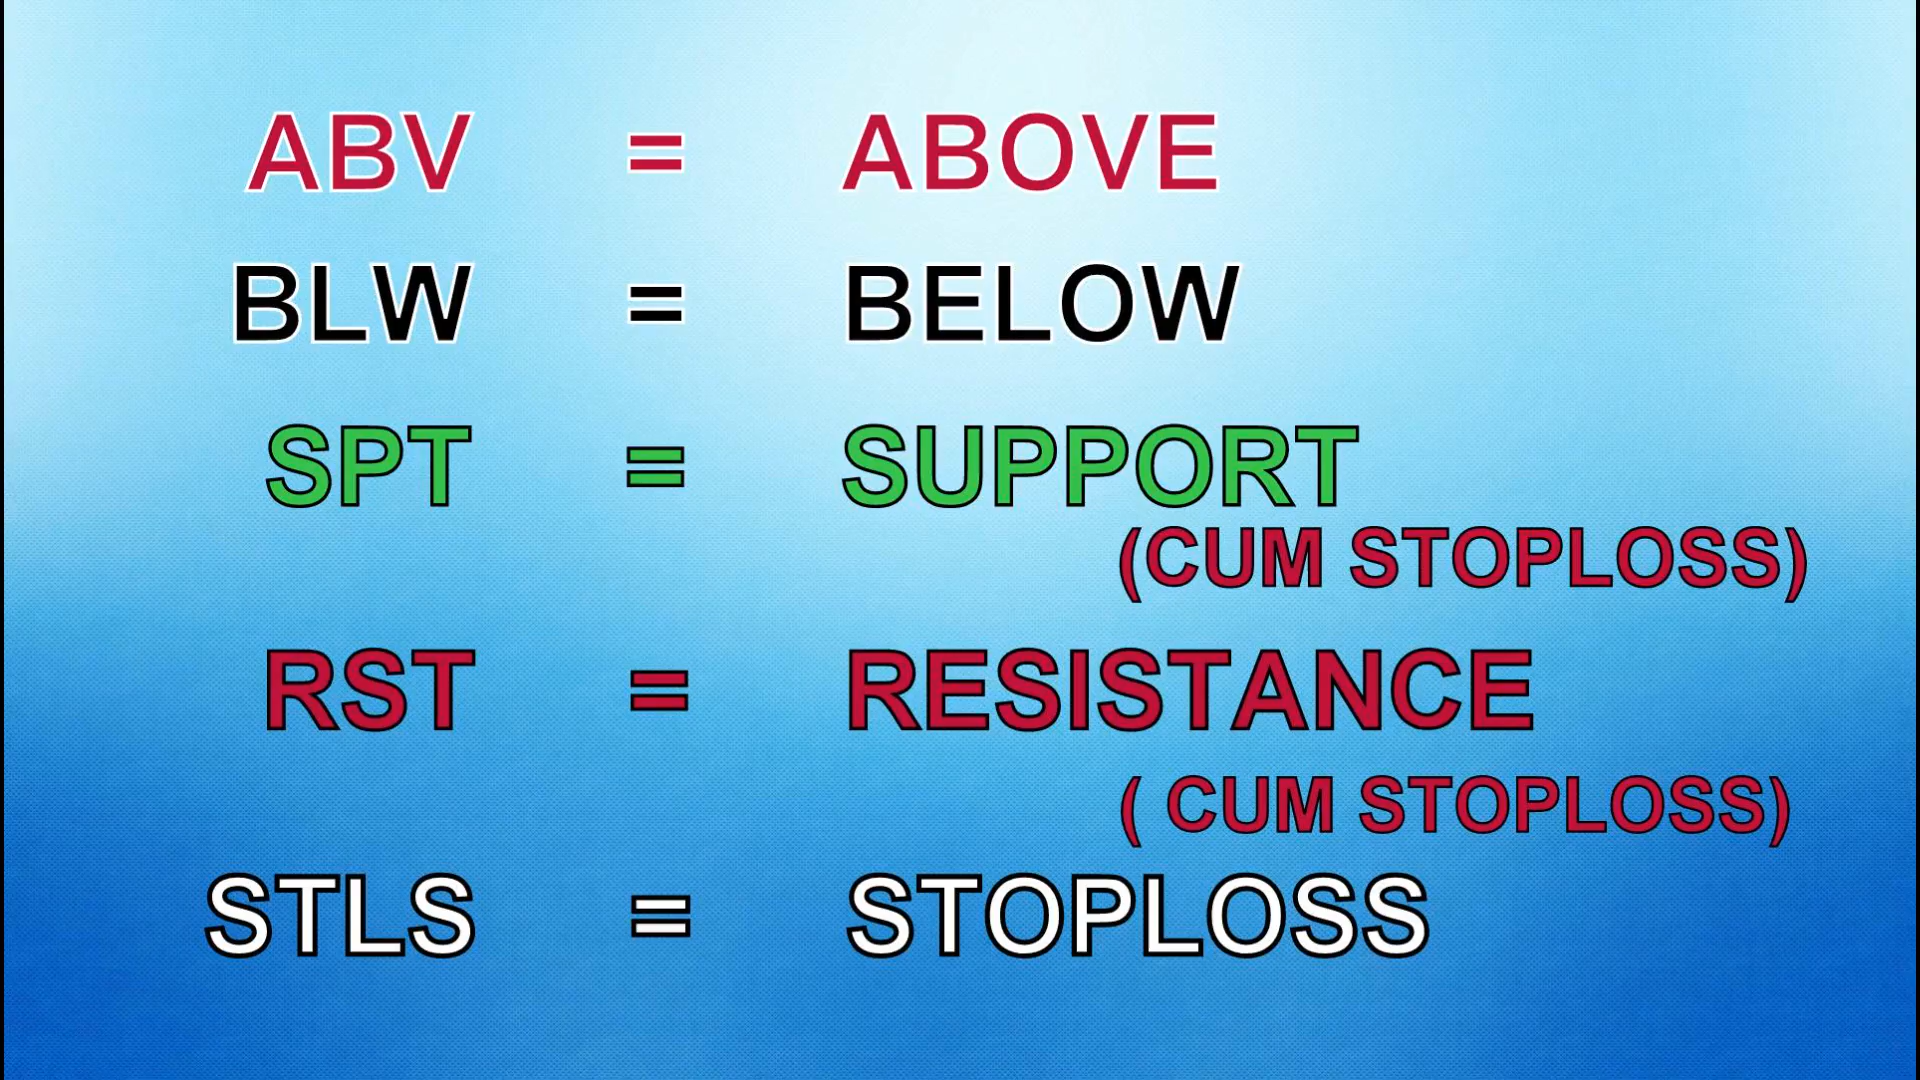 ABV = ABOVE
BLW = BELOW
SPT = SUPPORT
(CUM STOPLOSS)
RST = RESISTANCE
( CUM STOPLOSS)
STLS = STOPLOSS